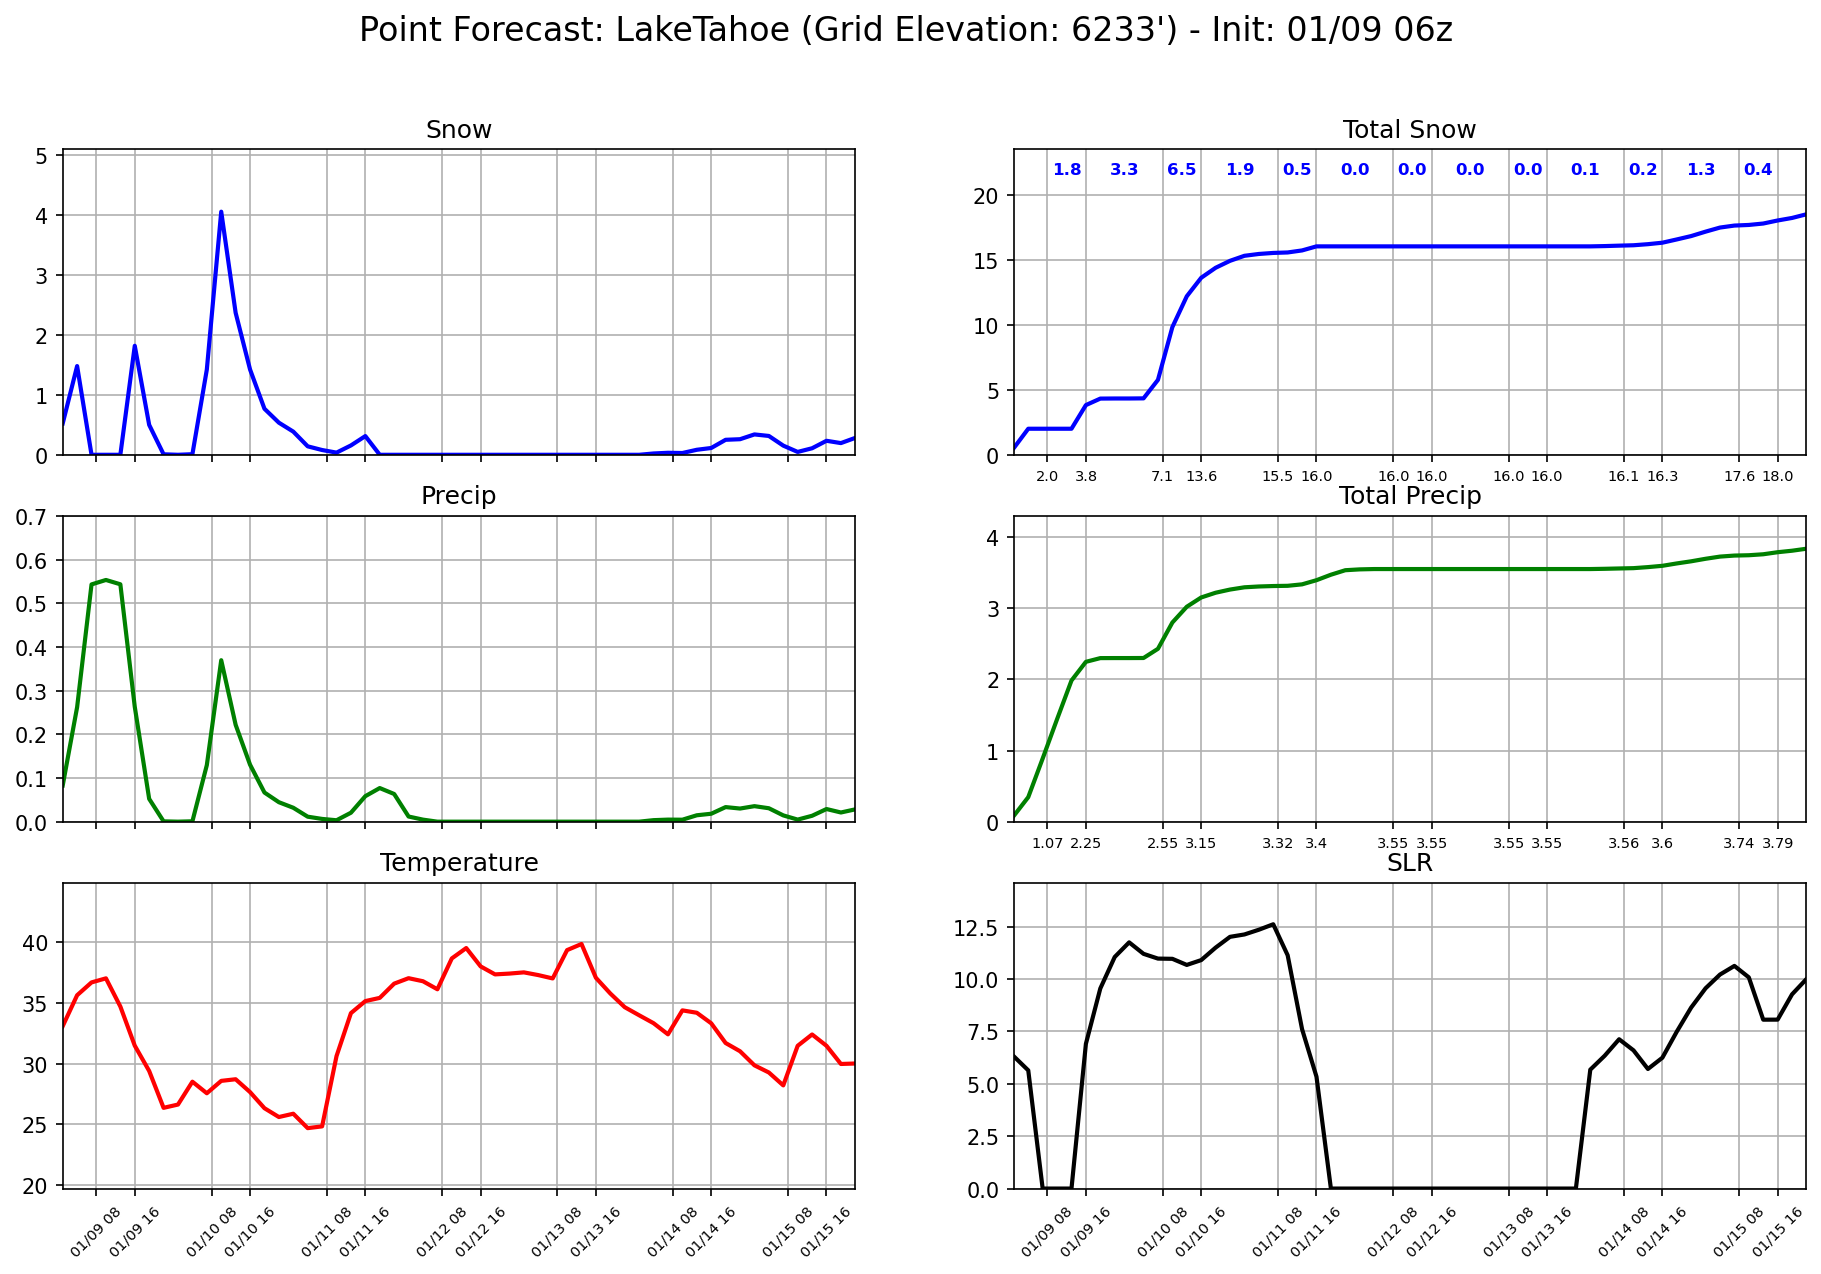 Point Forecast: LakeTahoe (Grid Elevation: 6233') - Init: 01/09 06z
Snow
5
4
3
2
1
0
Total Snow
1.8 3.3 6.5 1.9 0.5 0.0 0.0 0.0 0.0 0.1 0.2 1.3 0.4
20
15
10
5
0
2.0 3.8 7.1 13.6 15.5 16.0 16.0 16.0 16.0 16.0 16.1 16.3 17.6 18.0
Precip
0.7
0.6
0.5
0.4
0.3
0.2
0.1
0.0
Total Precip
4
3
2
1
0
1.07 2.25 2.55 3.15 3.32 3.4 3.55 3.55 3.55 3.55 3.56 3.6 3.74 3.79
Temperature
40
35
30
25
20
01/09 08 01/09 16 01/10 08 01/10 16 01/11 08 01/11 16 01/12 08 01/12 16 01/13 08 01/13 16 01/14 08 01/14 16 01/15 08 01/15 16
SLR
12.5
10.0
7.5
5.0
2.5
0.0
01/09 08 01/09 16 01/10 08 01/10 16 01/11 08 01/11 16 01/12 08 01/12 16 01/13 08 01/13 16 01/14 08 01/14 16 01/15 08 01/15 16